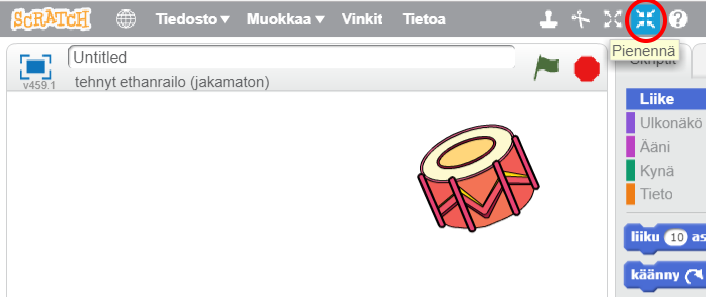 SCRATCH Tiedosto Muokkaa Vinkit Tietoa
Pienennä
Untitled
v459.1 tehnyt ethanrailo (jakamaton)
Skriptit
Liike
Ulkonäkö
Ääni
Kynä
Tieto
liiku 10 as
käänny